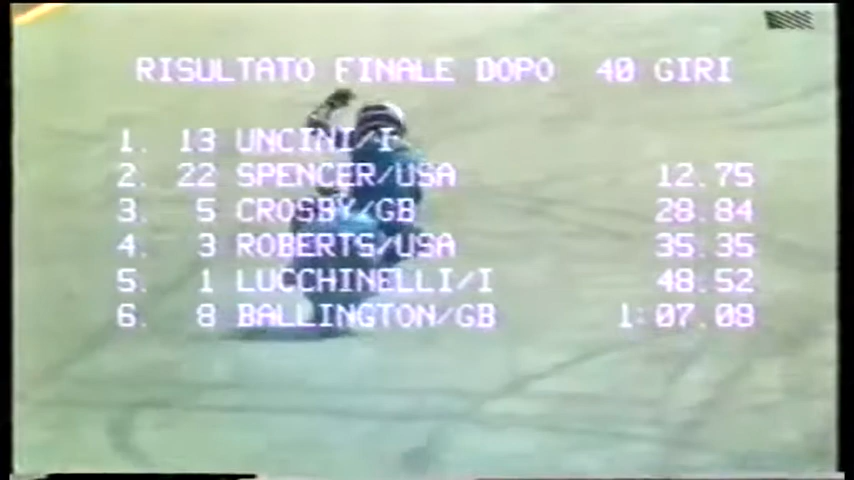 RISULTATO FINALE DOPO 40 GIRI
1. 13 UNCINI/I
2. 22 SPENCER/USA 12.75
3. 5 CROSBY/GB 28.84
4. 3 ROBERTS/USA 35.35
5. 1 LUCCHINELLI/I 48.52
6. 8 BALLINGTON/GB 1:07.08